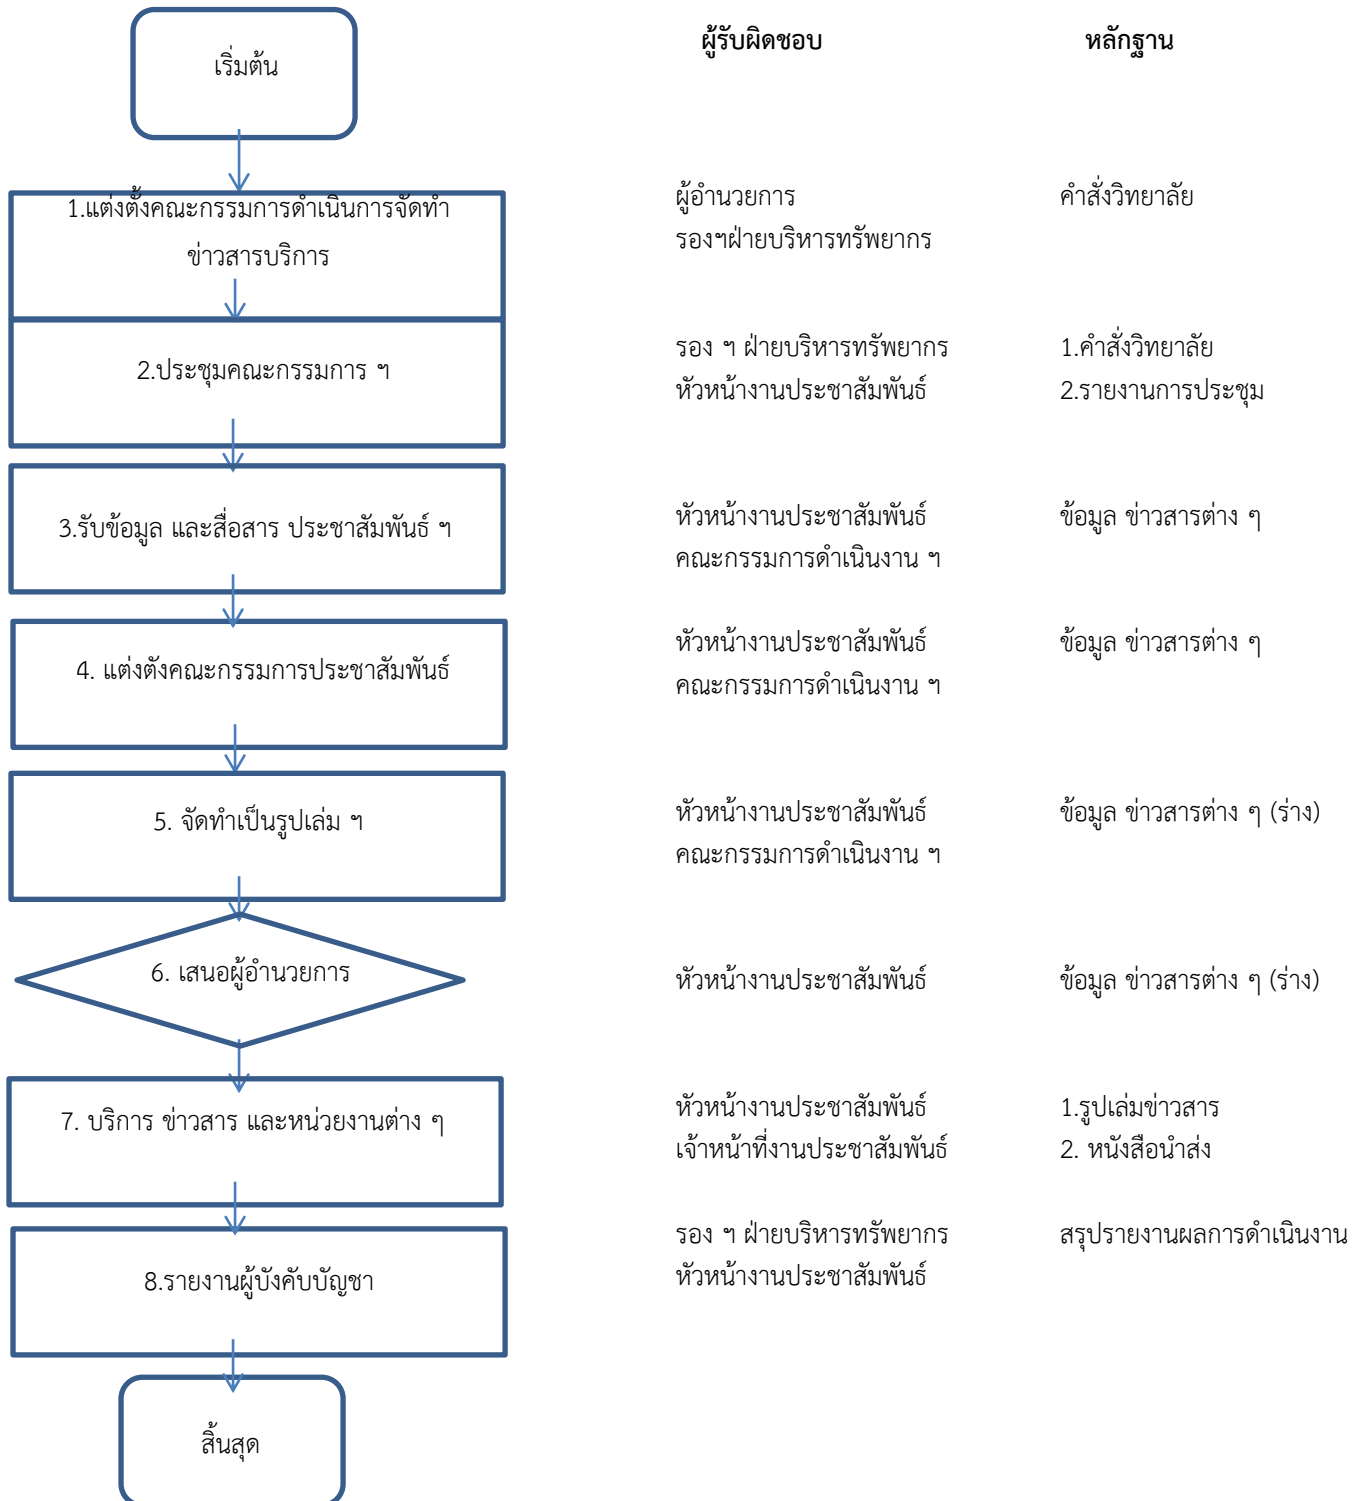 ผู้รับผิดชอบ
หลักฐาน
เริ่มต้น
1.แต่งตั้งคณะกรรมการดำเนินการจัดทำ
ข่าวสารบริการ
ผู้อำนวยการ
คำสั่งวิทยาลัย
รองฯฝ่ายบริหารทรัพยากร
2.ประชุมคณะกรรมการ ฯ
รอง ฯ ฝ่ายบริหารทรัพยากร
1.คำสั่งวิทยาลัย
หัวหน้างานประชาสัมพันธ์
2.รายงานการประชุม
3.รับข้อมูล และสื่อสาร ประชาสัมพันธ์ ฯ
หัวหน้างานประชาสัมพันธ์
ข้อมูล ข่าวสารต่าง ๆ
คณะกรรมการดำเนินงาน ฯ
4. แต่งตังคณะกรรมการประชาสัมพันธ์
หัวหน้างานประชาสัมพันธ์
ข้อมูล ข่าวสารต่าง ๆ
คณะกรรมการดำเนินงาน ฯ
5. จัดทำเป็นรูปเล่ม ฯ
หัวหน้างานประชาสัมพันธ์
ข้อมูล ข่าวสารต่าง ๆ (ร่าง)
คณะกรรมการดำเนินงาน ฯ
6. เสนอผู้อำนวยการ
หัวหน้างานประชาสัมพันธ์
ข้อมูล ข่าวสารต่าง ๆ (ร่าง)
7. บริการ ข่าวสาร และหน่วยงานต่าง ๆ
หัวหน้างานประชาสัมพันธ์
1.รูปเล่มข่าวสาร
เจ้าหน้าที่งานประชาสัมพันธ์
2. หนังสือนำส่ง
8.รายงานผู้บังคับบัญชา
รอง ฯ ฝ่ายบริหารทรัพยากร
สรุปรายงานผลการดำเนินงาน
หัวหน้างานประชาสัมพันธ์
สิ้นสุด